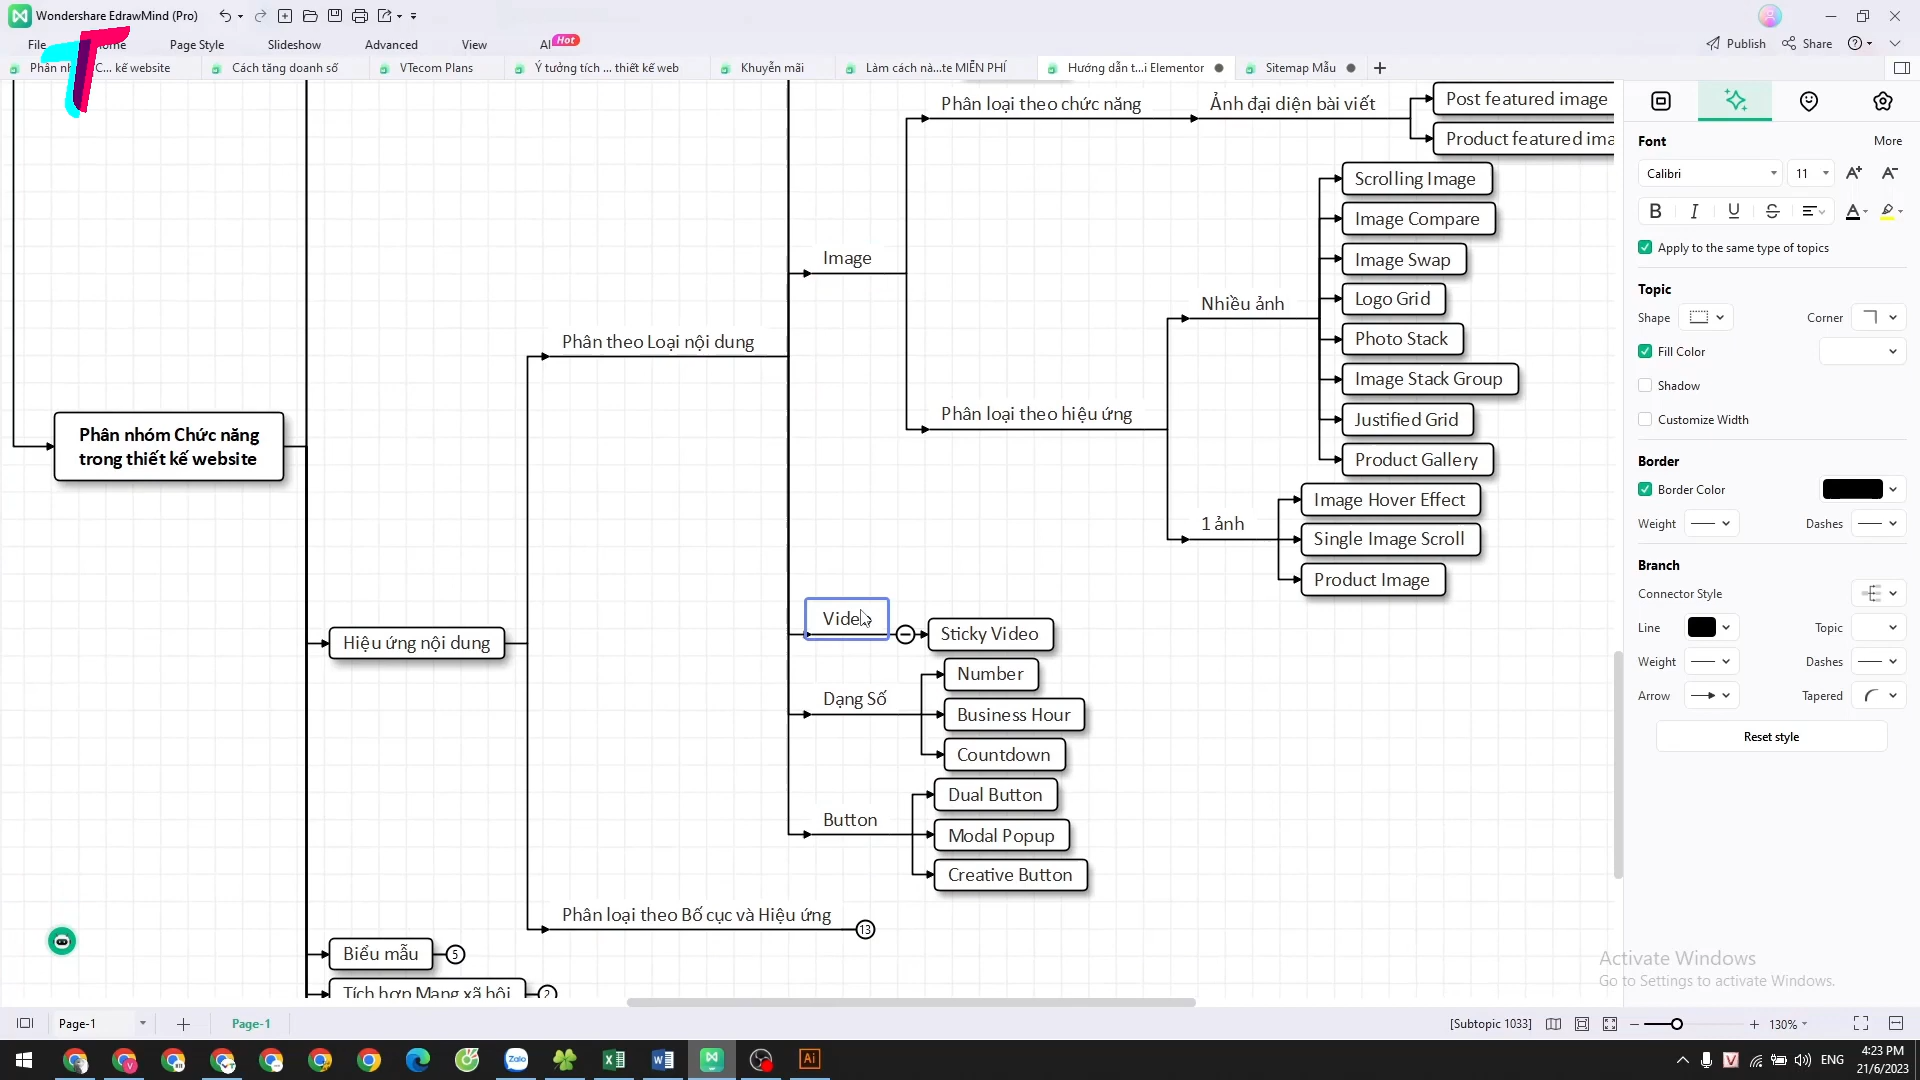 Wondershare EdrawMind (Pro)
File
Page Style
Slideshow
Advanced
View
AI
Hot
Publish
Share
Cách tăng doanh số
VTecom Plans
Ý tưởng tích ... thiết kế web
Khuyến mãi
Làm cách nà...te MIỄN PHÍ
Hướng dẫn t...i Elementor
Sitemap Mẫu
Phân loại theo chức năng
Ảnh đại diện bài viết
Post featured image
Product featured ima
Scrolling Image
Image Compare
Image Swap
Logo Grid
Photo Stack
Image Stack Group
Justified Grid
Product Gallery
Image
Nhiều ảnh
Phân theo Loại nội dung
Phân loại theo hiệu ứng
Phân nhóm Chức năng
trong thiết kế website
Image Hover Effect
1 ảnh
Single Image Scroll
Product Image
Video
Sticky Video
Hiệu ứng nội dung
Number
Dạng Số
Business Hour
Countdown
Dual Button
Button
Modal Popup
Creative Button
Phân loại theo Bố cục và Hiệu ứng
13
Biểu mẫu
5
Tích hợp Mạng xã hội
2
Font
More
Calibri
11
Apply to the same type of topics
Topic
Shape
Corner
Fill Color
Shadow
Customize Width
Border
Border Color
Weight
Dashes
Branch
Connector Style
Line
Topic
Weight
Dashes
Arrow
Tapered
Reset style
Activate Windows
Go to Settings to activate Windows.
Page-1
Page-1
[Subtopic 1033]
130%
ENG
4:23 PM
21/6/2023